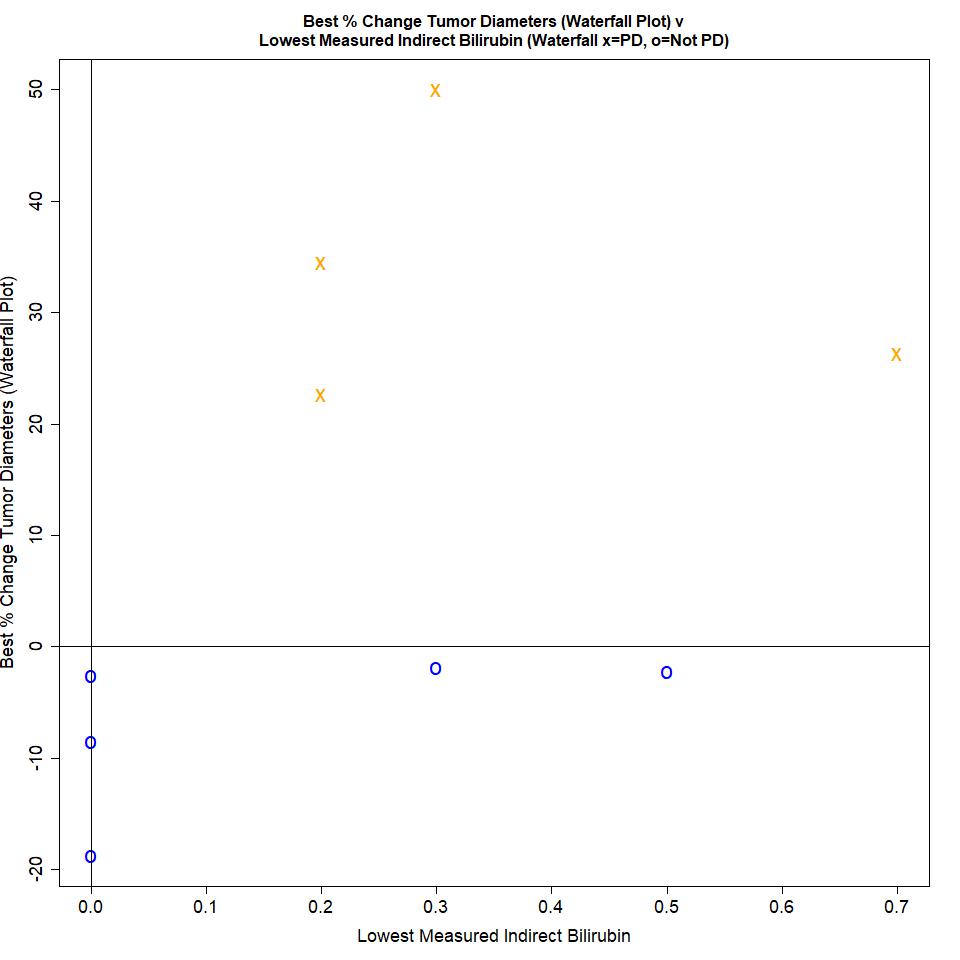 Best % Change Tumor Diameters (Waterfall Plot) v
Lowest Measured Indirect Bilirubin (Waterfall x=PD, o=Not PD)
Best % Change Tumor Diameters (Waterfall Plot)
50
40
30
20
10
0
-10
-20
X
X
X
X
O
O
O
O
O
0.0 0.1 0.2 0.3 0.4 0.5 0.6 0.7
Lowest Measured Indirect Bilirubin